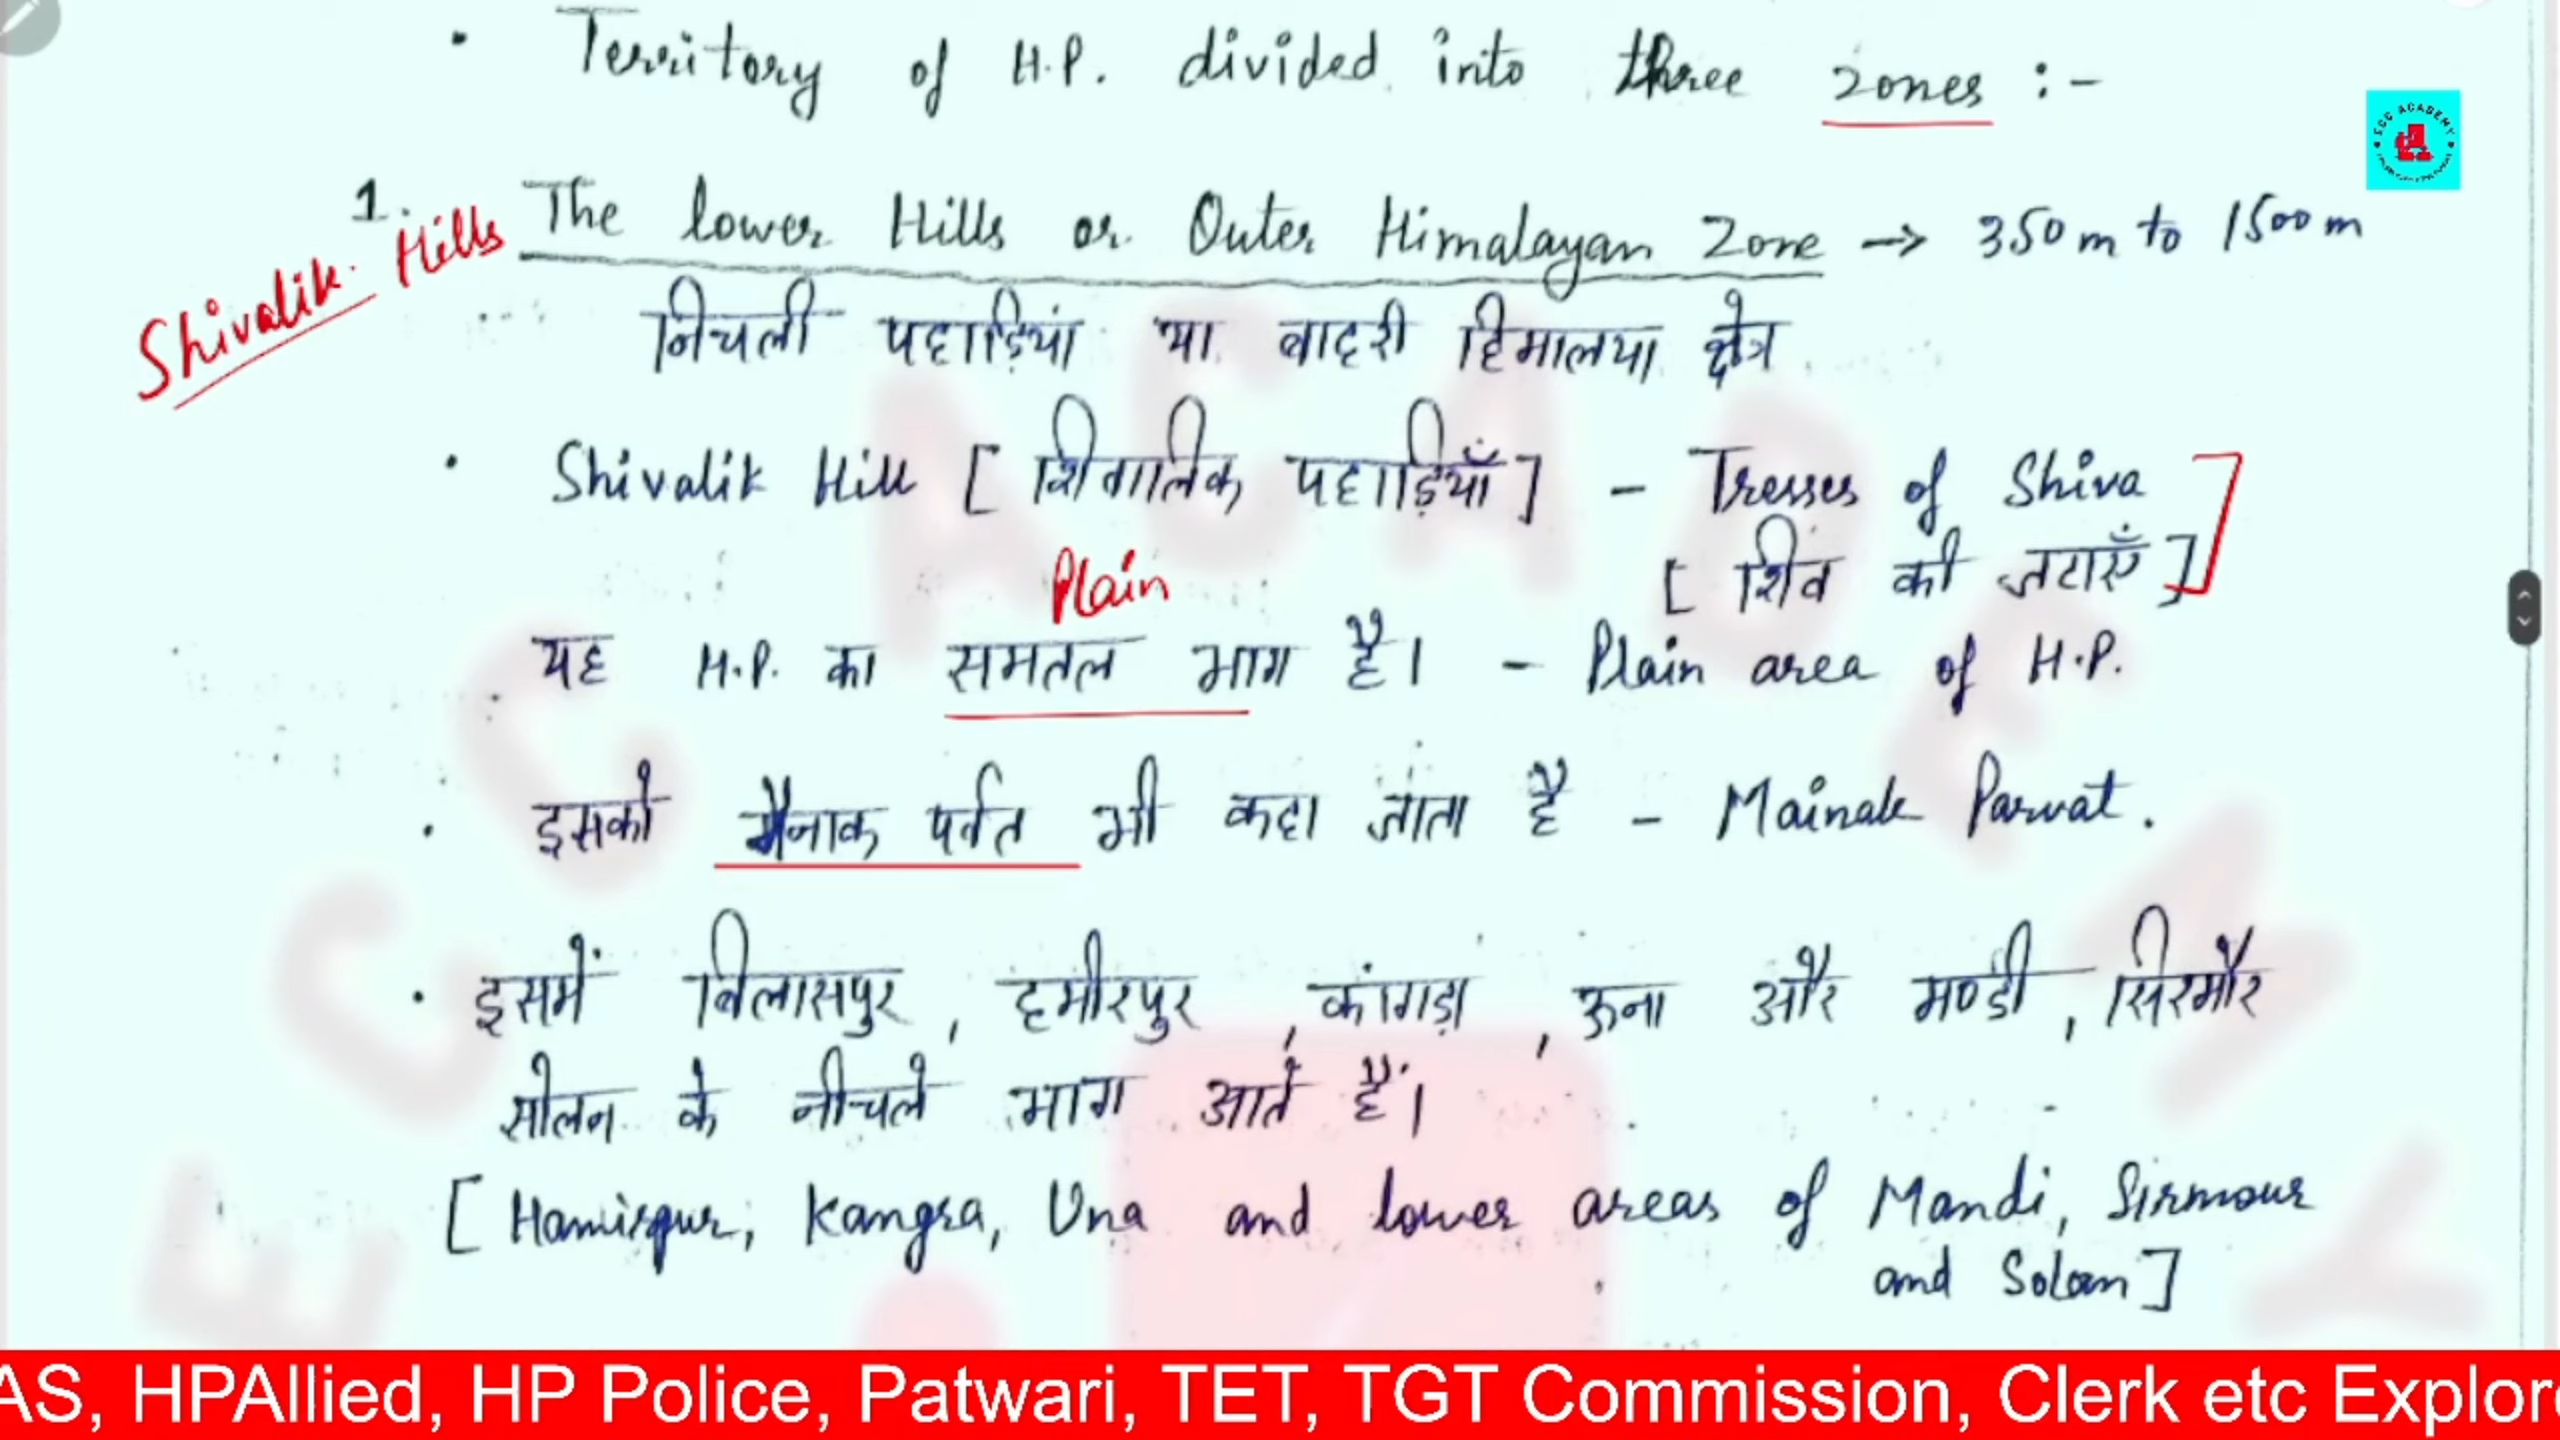 • Territory of H.P. divided into three zones :-
1. The lower Hills or Outer Himalayan Zone → 350m to 1500m
Shivalik Hills
निचली पहाड़ियां या बाहरी हिमालया क्षेत्र
• Shivalik Hill [ शिवालिक पहाड़ियाँ ] - Tresses of Shiva
[ शिव की जटाएँ ]
Plain
यह H.P. का समतल भाग है। - Plain area of H.P.
• इसको मैनाक पर्वत भी कहा जाता है - Mainak Parvat.
• इसमें बिलासपुर, हमीरपुर, कांगड़ा, ऊना और मण्डी, सिरमौर
सोलन के नीचले भाग आते हैं।
[ Hamirpur, Kangra, Una and lower areas of Mandi, Sirmour
and Solan ]
ECC ACADEMY
AS, HPAllied, HP Police, Patwari, TET, TGT Commission, Clerk etc Explore